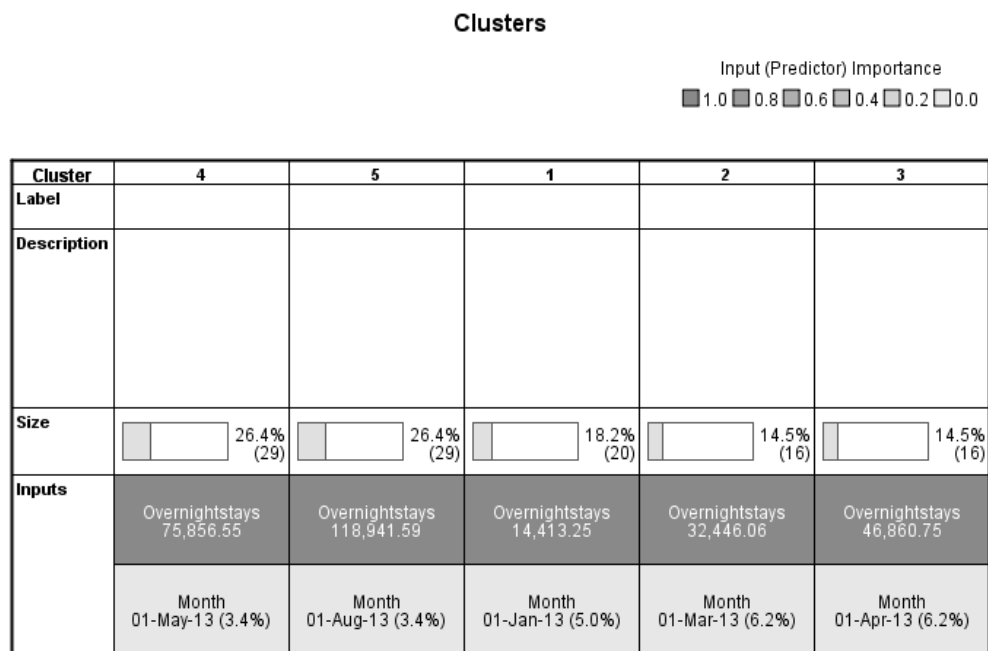 Clusters
Input (Predictor) Importance
1.0 0.8 0.6 0.4 0.2 0.0
Cluster 4 5 1 2 3
Label
Description
Size 26.4% 26.4% 18.2% 14.5% 14.5%
(29) (29) (20) (16) (16)
Inputs
Overnightstays Overnightstays Overnightstays Overnightstays Overnightstays
75,856.55 118,941.59 14,413.25 32,446.06 46,860.75
Month Month Month Month Month
01-May-13 (3.4%) 01-Aug-13 (3.4%) 01-Jan-13 (5.0%) 01-Mar-13 (6.2%) 01-Apr-13 (6.2%)